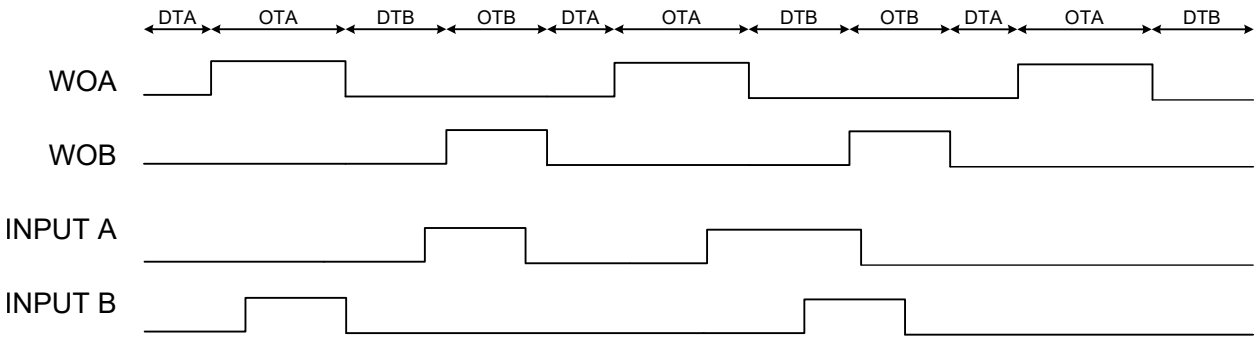 DTA OTA DTB OTB DTA OTA DTB OTB DTA OTA DTB
WOA
WOB
INPUT A
INPUT B